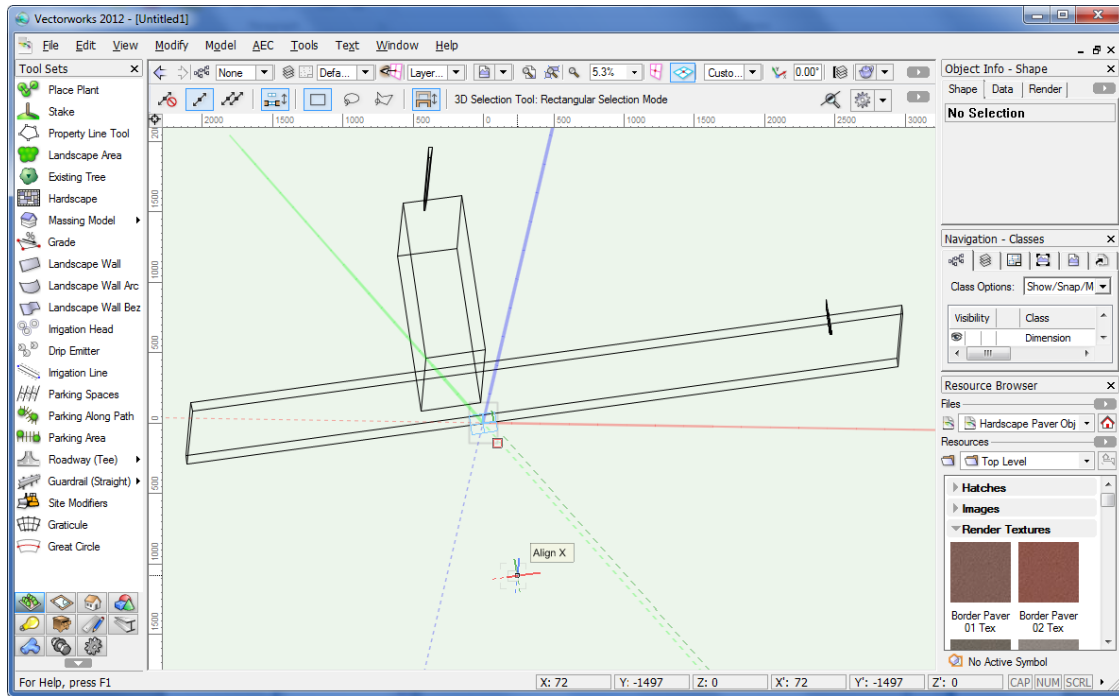 Vectorworks 2012 - [Untitled1]
File Edit View Modify Model AEC Tools Text Window Help
Tool Sets
None
Defa...
Layer...
5.3%
Custo...
0.00°
3D Selection Tool: Rectangular Selection Mode
Place Plant
Stake
Property Line Tool
Landscape Area
Existing Tree
Hardscape
Massing Model
Grade
Landscape Wall
Landscape Wall Arc
Landscape Wall Bez
Irrigation Head
Drip Emitter
Irrigation Line
Parking Spaces
Parking Along Path
Parking Area
Roadway (Tee)
Guardrail (Straight)
Site Modifiers
Graticule
Great Circle
2000 1500 1000 500 0 500 1000 1500 2000 2500 3000
1500
1000
500
0
500
1000
1500
Align X
Object Info - Shape
Shape Data Render
No Selection
Navigation - Classes
Class Options: Show/Snap/M
Visibility Class
Dimension
Resource Browser
Files
Hardscape Paver Obj
Resources
Top Level
Hatches
Images
Render Textures
Border Paver 01 Tex
Border Paver 02 Tex
No Active Symbol
For Help, press F1
X: 72 Y: -1497 Z: 0 X': 72 Y': -1497 Z': 0 CAP NUM SCRL